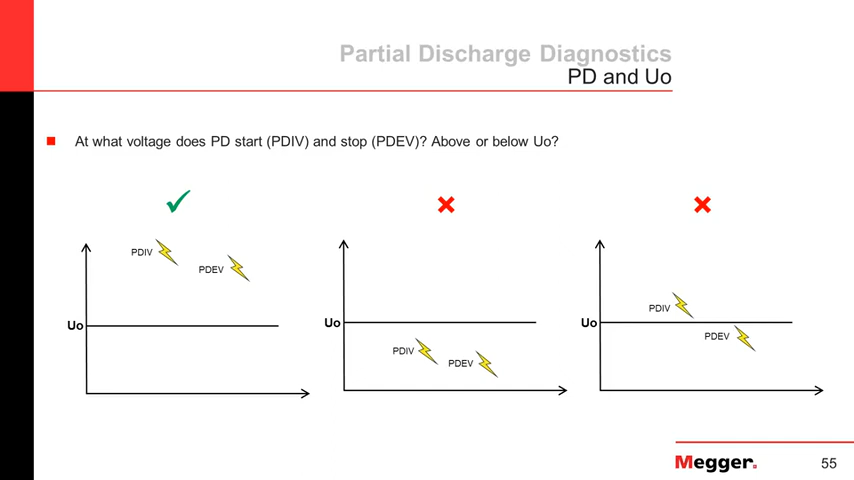 Partial Discharge Diagnostics
PD and Uo
At what voltage does PD start (PDIV) and stop (PDEV)? Above or below Uo?
PDIV
PDEV
Uo
Uo
PDIV
PDEV
PDIV
Uo
PDEV
Megger.
55